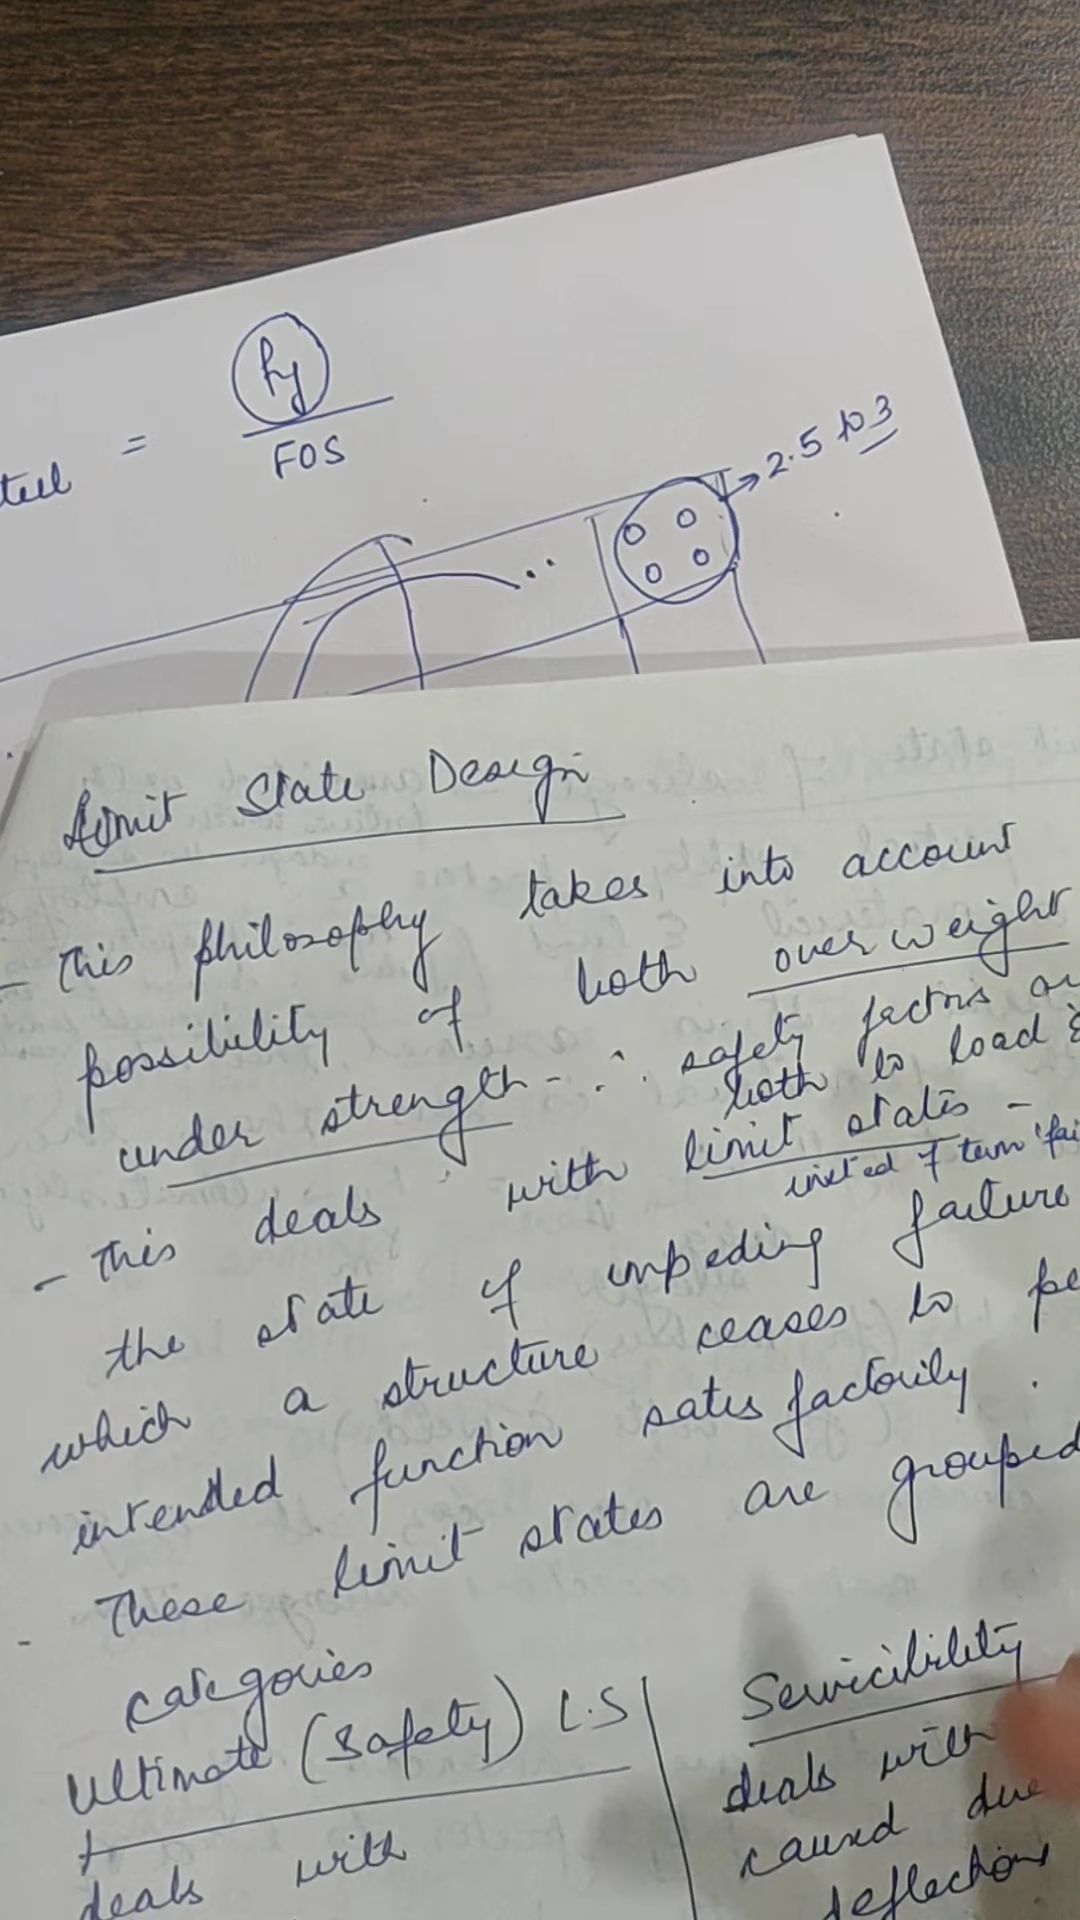 fy
= FOS
2.5 to 3
Limit State Design
- This philosophy takes into account
possibility of both over weight
under strength - ∴ safety factors
both to load &
- This deals with limit states -
insted of term
the state of impeding failure
which a structure ceases to
intended function satisfactorily.
- These limit states are grouped
categories
Ultimate (Safety) L.S
Servicibility
deals with
deals with
caused due
deflections